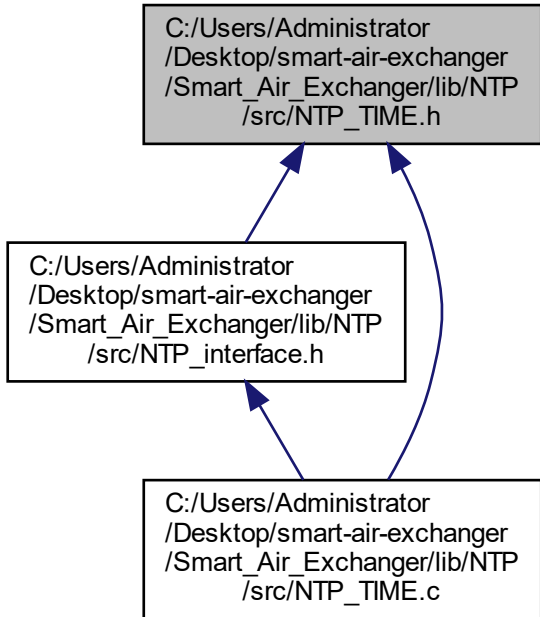 C:/Users/Administrator
/Desktop/smart-air-exchanger
/Smart_Air_Exchanger/lib/NTP
/src/NTP_TIME.h
C:/Users/Administrator
/Desktop/smart-air-exchanger
/Smart_Air_Exchanger/lib/NTP
/src/NTP_interface.h
C:/Users/Administrator
/Desktop/smart-air-exchanger
/Smart_Air_Exchanger/lib/NTP
/src/NTP_TIME.c